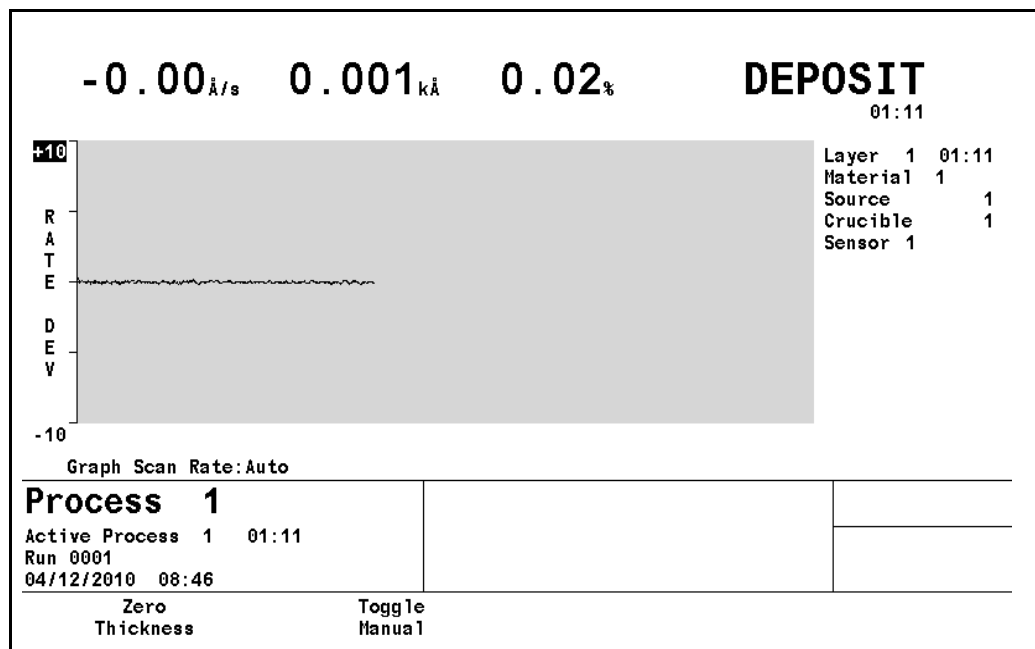 -0.00Å/s 0.001kÅ 0.02% DEPOSIT
01:11
+10
RATE DEV
-10
Layer 1 01:11
Material 1
Source 1
Crucible 1
Sensor 1
Graph Scan Rate:Auto
Process 1
Active Process 1 01:11
Run 0001
04/12/2010 08:46
Zero Thickness
Toggle Manual